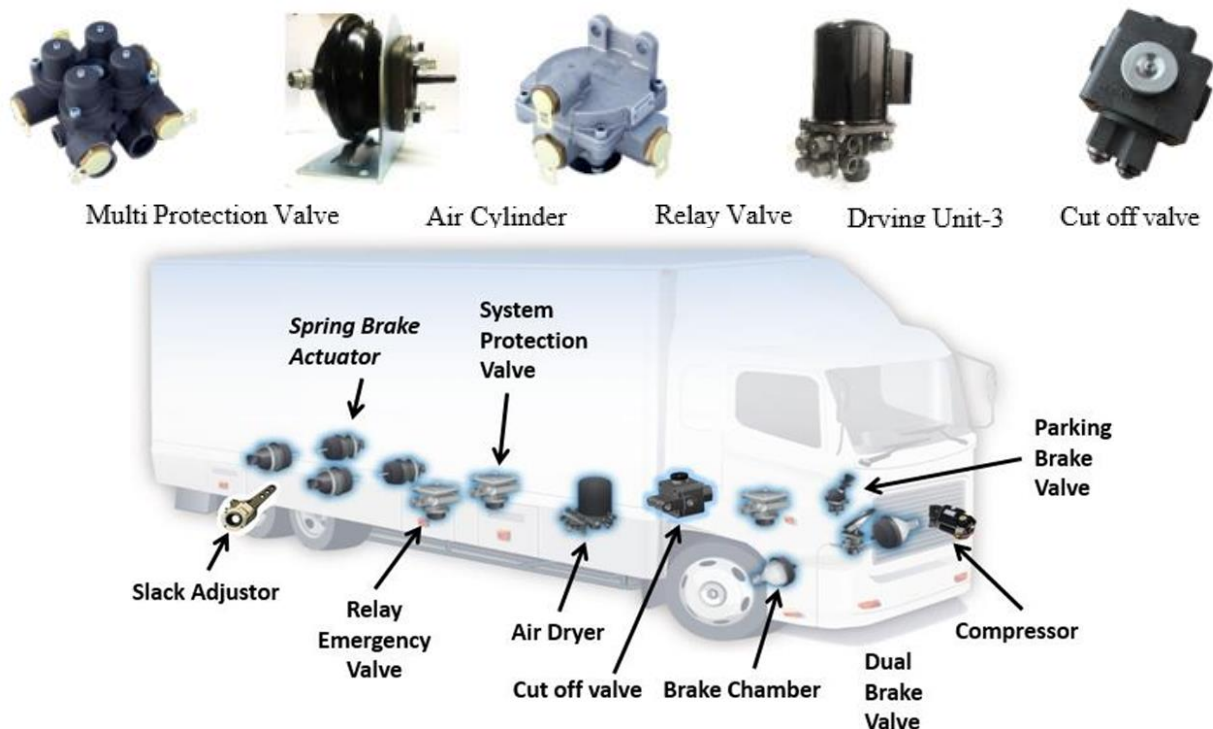 Multi Protection Valve
Air Cylinder
Relay Valve
Drying Unit-3
Cut off valve
Spring Brake
Actuator
System
Protection
Valve
Parking
Brake
Valve
Slack Adjustor
Relay
Emergency
Valve
Air Dryer
Cut off valve
Brake Chamber
Dual
Brake
Valve
Compressor